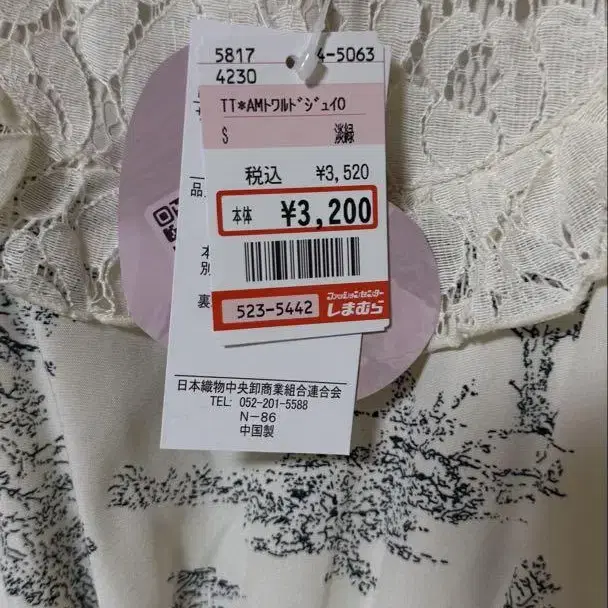 5817 4-5063
4230
TT*AMﾄﾜﾙﾄﾞｼﾞｭｲO
S 淡緑
税込 ¥3,520
本体 ¥3,200
ファッションセンター
523-5442 しまむら
品
本
別
裏
日本織物中央卸商業組合連合会
TEL: 052-201-5588
N-86
中国製